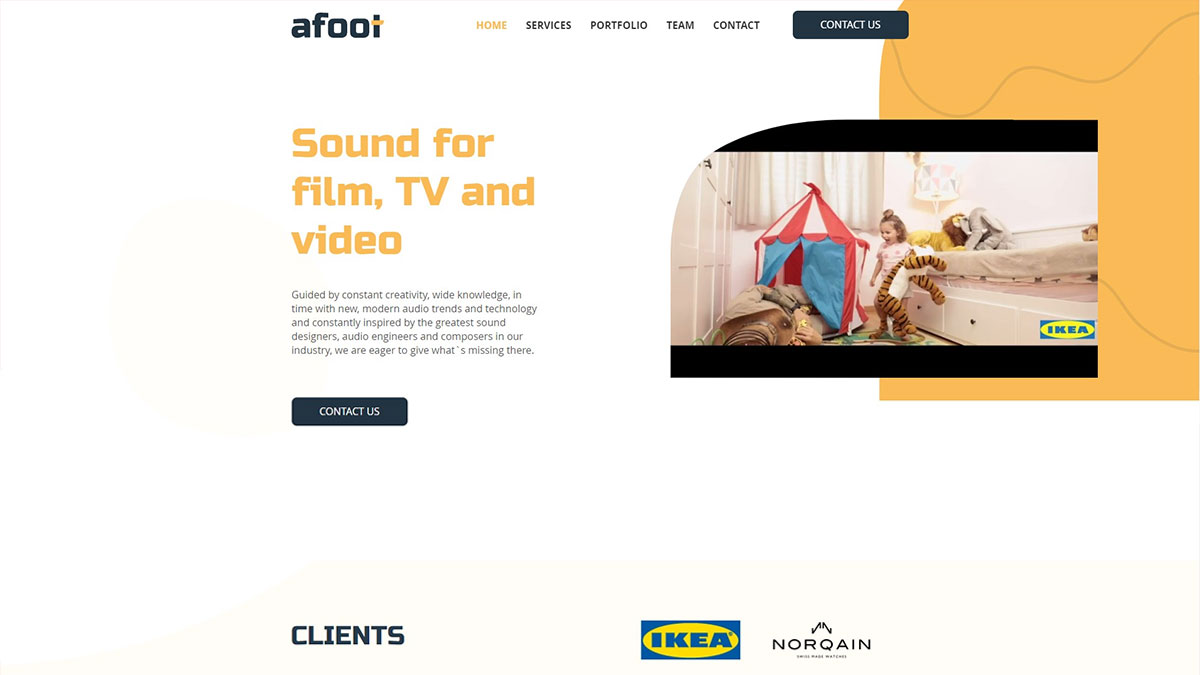 afooi
HOME SERVICES PORTFOLIO TEAM CONTACT CONTACT US
Sound for
film, TV and
video
Guided by constant creativity, wide knowledge, in
time with new, modern audio trends and technology
and constantly inspired by the greatest sound
designers, audio engineers and composers in our
industry, we are eager to give what`s missing there.
CONTACT US
IKEA
CLIENTS
IKEA
NORQAIN
SWISS MADE WATCHES